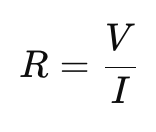 R = V/I